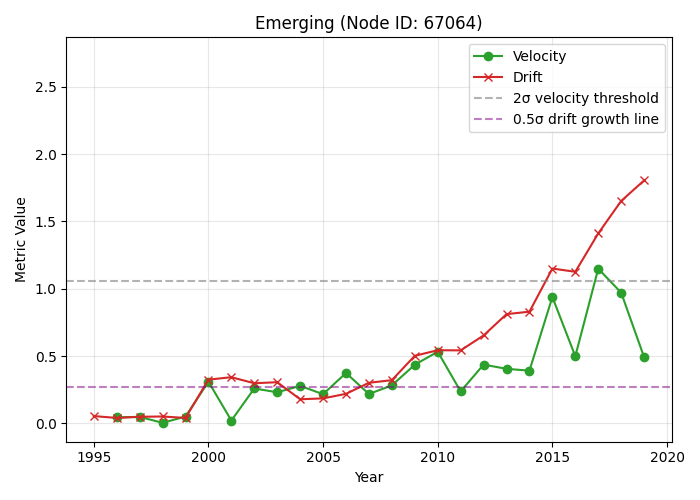 Emerging (Node ID: 67064)
Velocity
Drift
2σ velocity threshold
0.5σ drift growth line
Metric Value
2.5
2.0
1.5
1.0
0.5
0.0
1995 2000 2005 2010 2015 2020
Year